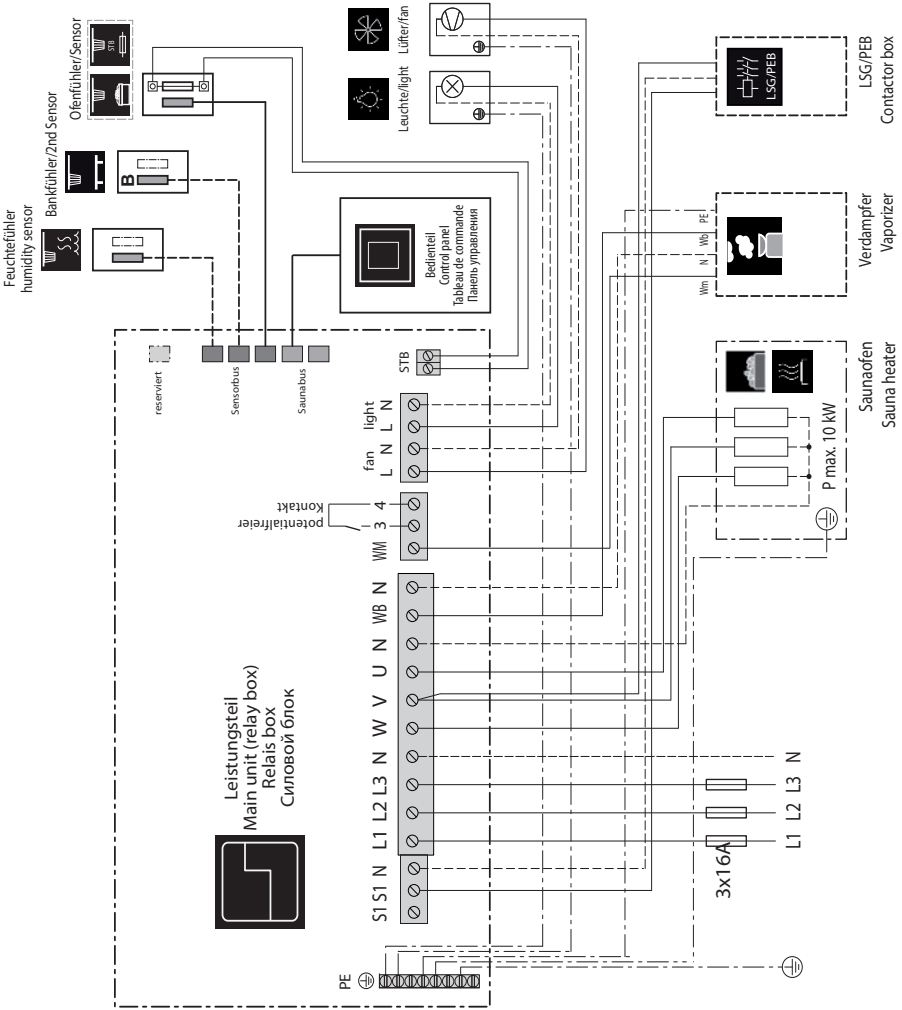 Feuchtefühler
humidity sensor
Bankfühler/2nd Sensor
Ofenfühler/Sensor
STB
B
Leuchte/light
Lüfter/fan
LSG/PEB
LSG/PEB
Contactor box
Bedienteil
Control panel
Tableau de commande
Панель управления
Wm N Wb PE
Verdampfer
Vaporizer
reserviert
Sensorbus
Saunabus
STB
fan light
L N L N
potentialfreier
Kontakt
WM 3 4
P max. 10 kW
Saunaofen
Sauna heater
Leistungsteil
Main unit (relay box)
Relais box
Силовой блок
S1 S1 N L1 L2 L3 N W V U N WB N
3x16A
L1 L2 L3 N
PE